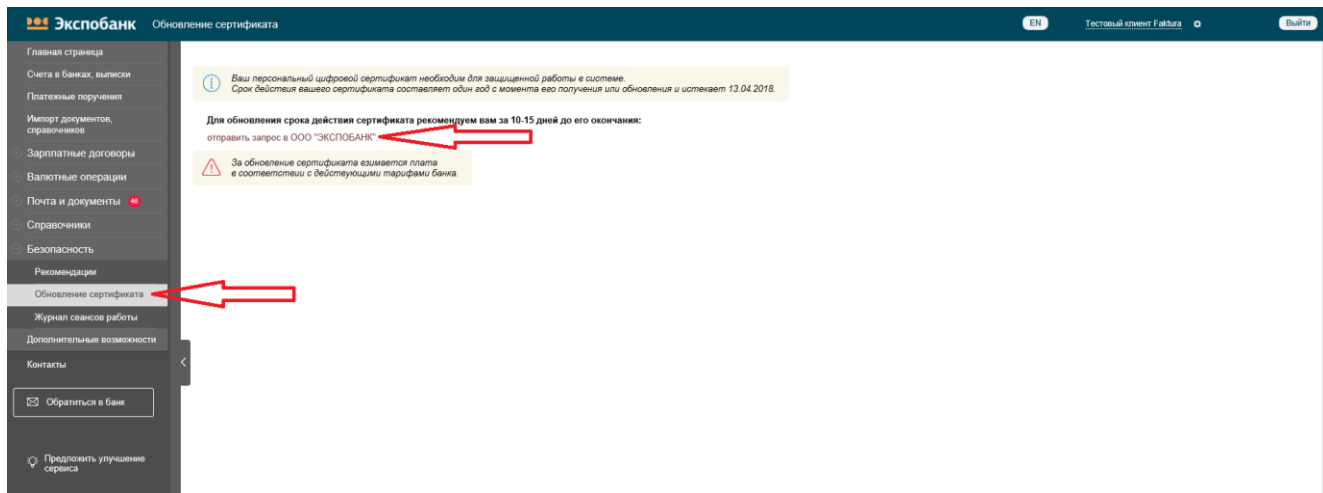 Экспобанк Обновление сертификата EN Тестовый клиент Faktura Выйти
Главная страница
Счета в банках, выписки
Платежные поручения
Импорт документов,
справочников
Зарплатные договоры
Валютные операции
Почта и документы 46
Справочники
Безопасность
Рекомендации
Обновление сертификата
Журнал сеансов работы
Дополнительные возможности
Контакты
Обратиться в банк
Предложить улучшение
сервиса
Ваш персональный цифровой сертификат необходим для защищенной работы в системе.
Срок действия вашего сертификата составляет один год с момента его получения или обновления и истекает 13.04.2018.
Для обновления срока действия сертификата рекомендуем вам за 10-15 дней до его окончания:
отправить запрос в ООО "ЭКСПОБАНК".
За обновление сертификата взимается плата
в соответствии с действующими тарифами банка.